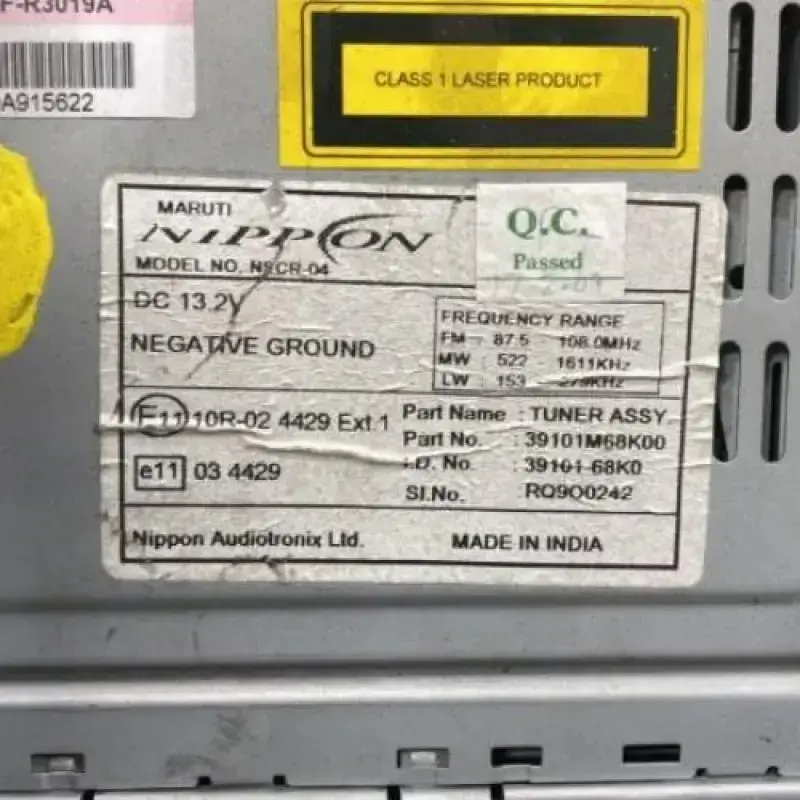 F-R3019A
A915622
CLASS 1 LASER PRODUCT
MARUTI
NIPPON
MODEL NO. NSCR-04
Q.C.
Passed
DC 13.2V
NEGATIVE GROUND
FREQUENCY RANGE
FM : 87.5 - 108.0MHz
MW : 522 - 1611KHz
LW : 153 - 279KHz
E11 10R-02 4429 Ext.1
e11 03 4429
Part Name : TUNER ASSY.
Part No. : 39101M68K00
I.D. No. : 39101-68K0
Sl.No. RQ9O0242
Nippon Audiotronix Ltd.
MADE IN INDIA